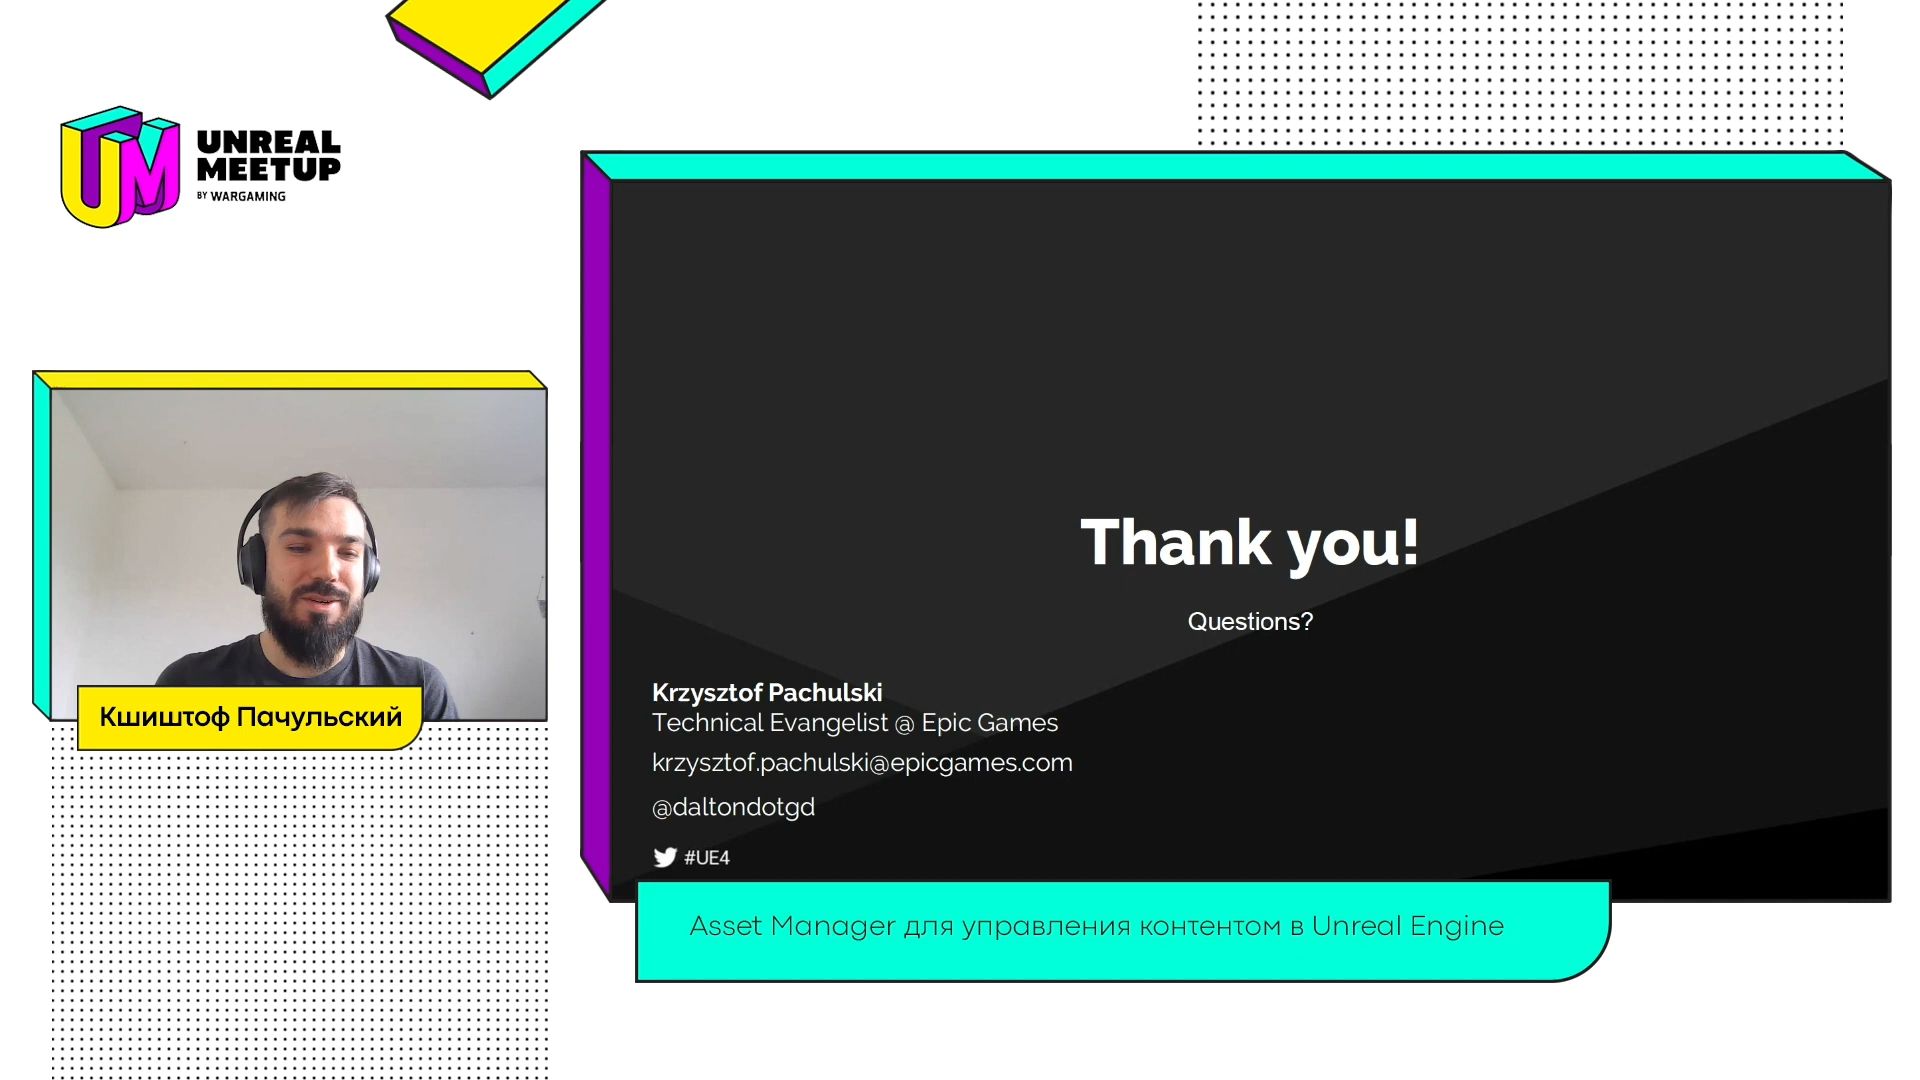 UNREAL
MEETUP
BY WARGAMING
Кшиштоф Пачульский
Thank you!
Questions?
Krzysztof Pachulski
Technical Evangelist @ Epic Games
krzysztof.pachulski@epicgames.com
@daltondotgd
#UE4
Asset Manager для управления контентом в Unreal Engine